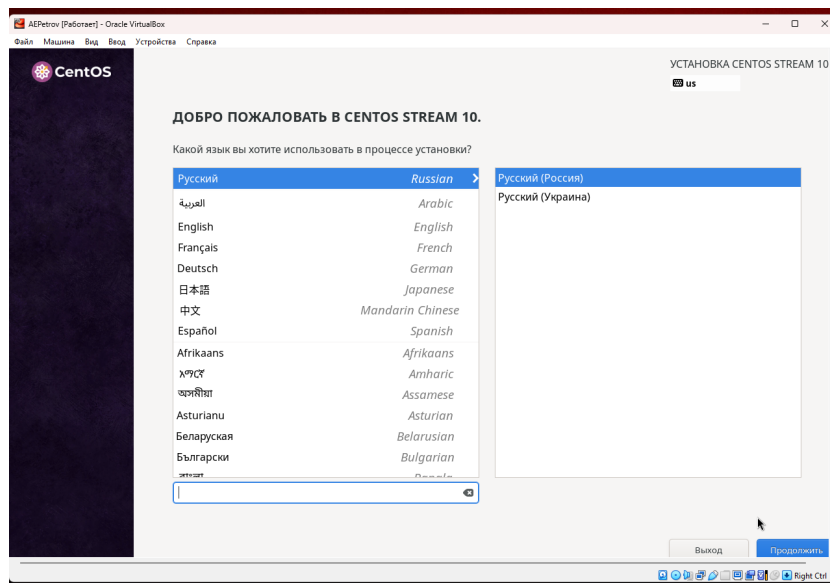 AEPetrov [Работает] - Oracle VirtualBox
Файл Машина Вид Ввод Устройства Справка
CentOS
УСТАНОВКА CENTOS STREAM 10
us
ДОБРО ПОЖАЛОВАТЬ В CENTOS STREAM 10.
Какой язык вы хотите использовать в процессе установки?
Русский Russian
Русский (Россия)
العربية Arabic
Русский (Украина)
English English
Français French
Deutsch German
日本語 Japanese
中文 Mandarin Chinese
Español Spanish
Afrikaans Afrikaans
አማርኛ Amharic
অসমীয়া Assamese
Asturianu Asturian
Беларуская Belarusian
Български Bulgarian
বাংলা Bangla
Выход
Продолжить
Right Ctrl